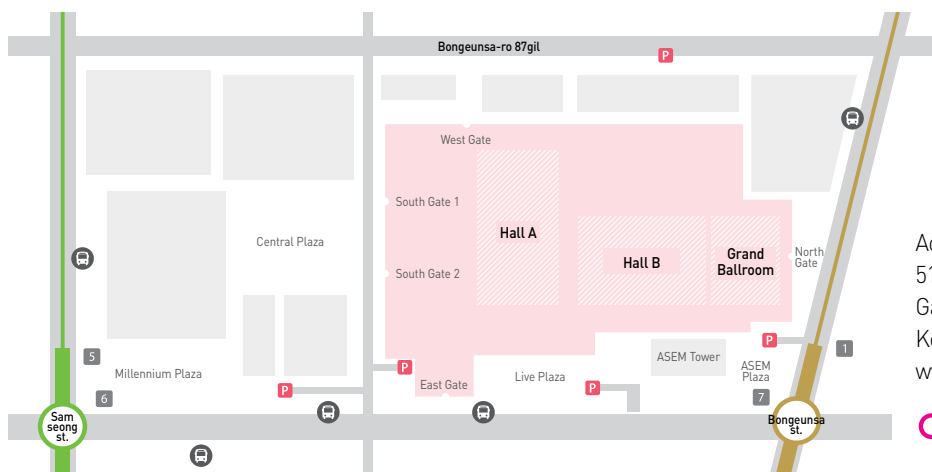 Bongeunsa-ro 87gil
P
West Gate
South Gate 1
Hall A
Central Plaza
Hall B
Grand
Ballroom
North
Gate
South Gate 2
5
Millennium Plaza
6
P
P
East Gate
Live Plaza
P
ASEM Tower
P
ASEM
Plaza
1
7
Sam
seong
st.
Bongeunsa
st.
51